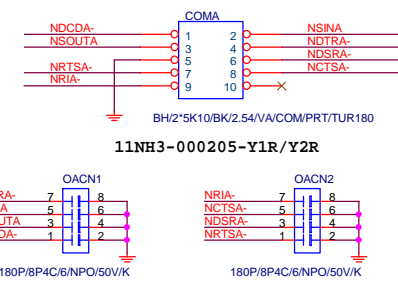 COMA
NDCDA- 1 2 NSINA
NSOUTA 3 4 NDTRA-
5 6 NDSRA-
NRTSA- 7 8 NCTSA-
NRIA- 9 10
BH/2*5K10/BK/2.54/VA/COM/PRT/TUR180
11NH3-000205-Y1R/Y2R
OACN1 OACN2
RA- 7 8 NRIA- 7 8
A 5 6 NCTSA- 5 6
UTA 3 4 NDSRA- 3 4
DA- 1 2 NRTSA- 1 2
180P/8P4C/6/NPO/50V/K 180P/8P4C/6/NPO/50V/K